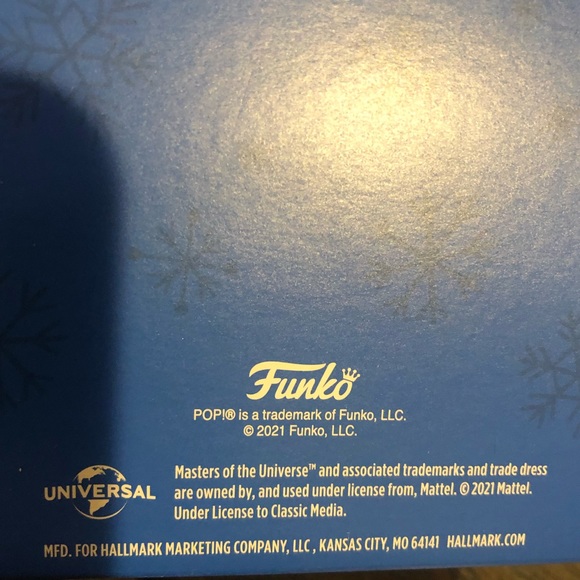 Funko
POP!® is a trademark of Funko, LLC.
© 2021 Funko, LLC.
UNIVERSAL
Masters of the Universe™ and associated trademarks and trade dress
are owned by, and used under license from, Mattel. © 2021 Mattel.
Under License to Classic Media.
MFD. FOR HALLMARK MARKETING COMPANY, LLC , KANSAS CITY, MO 64141 HALLMARK.COM